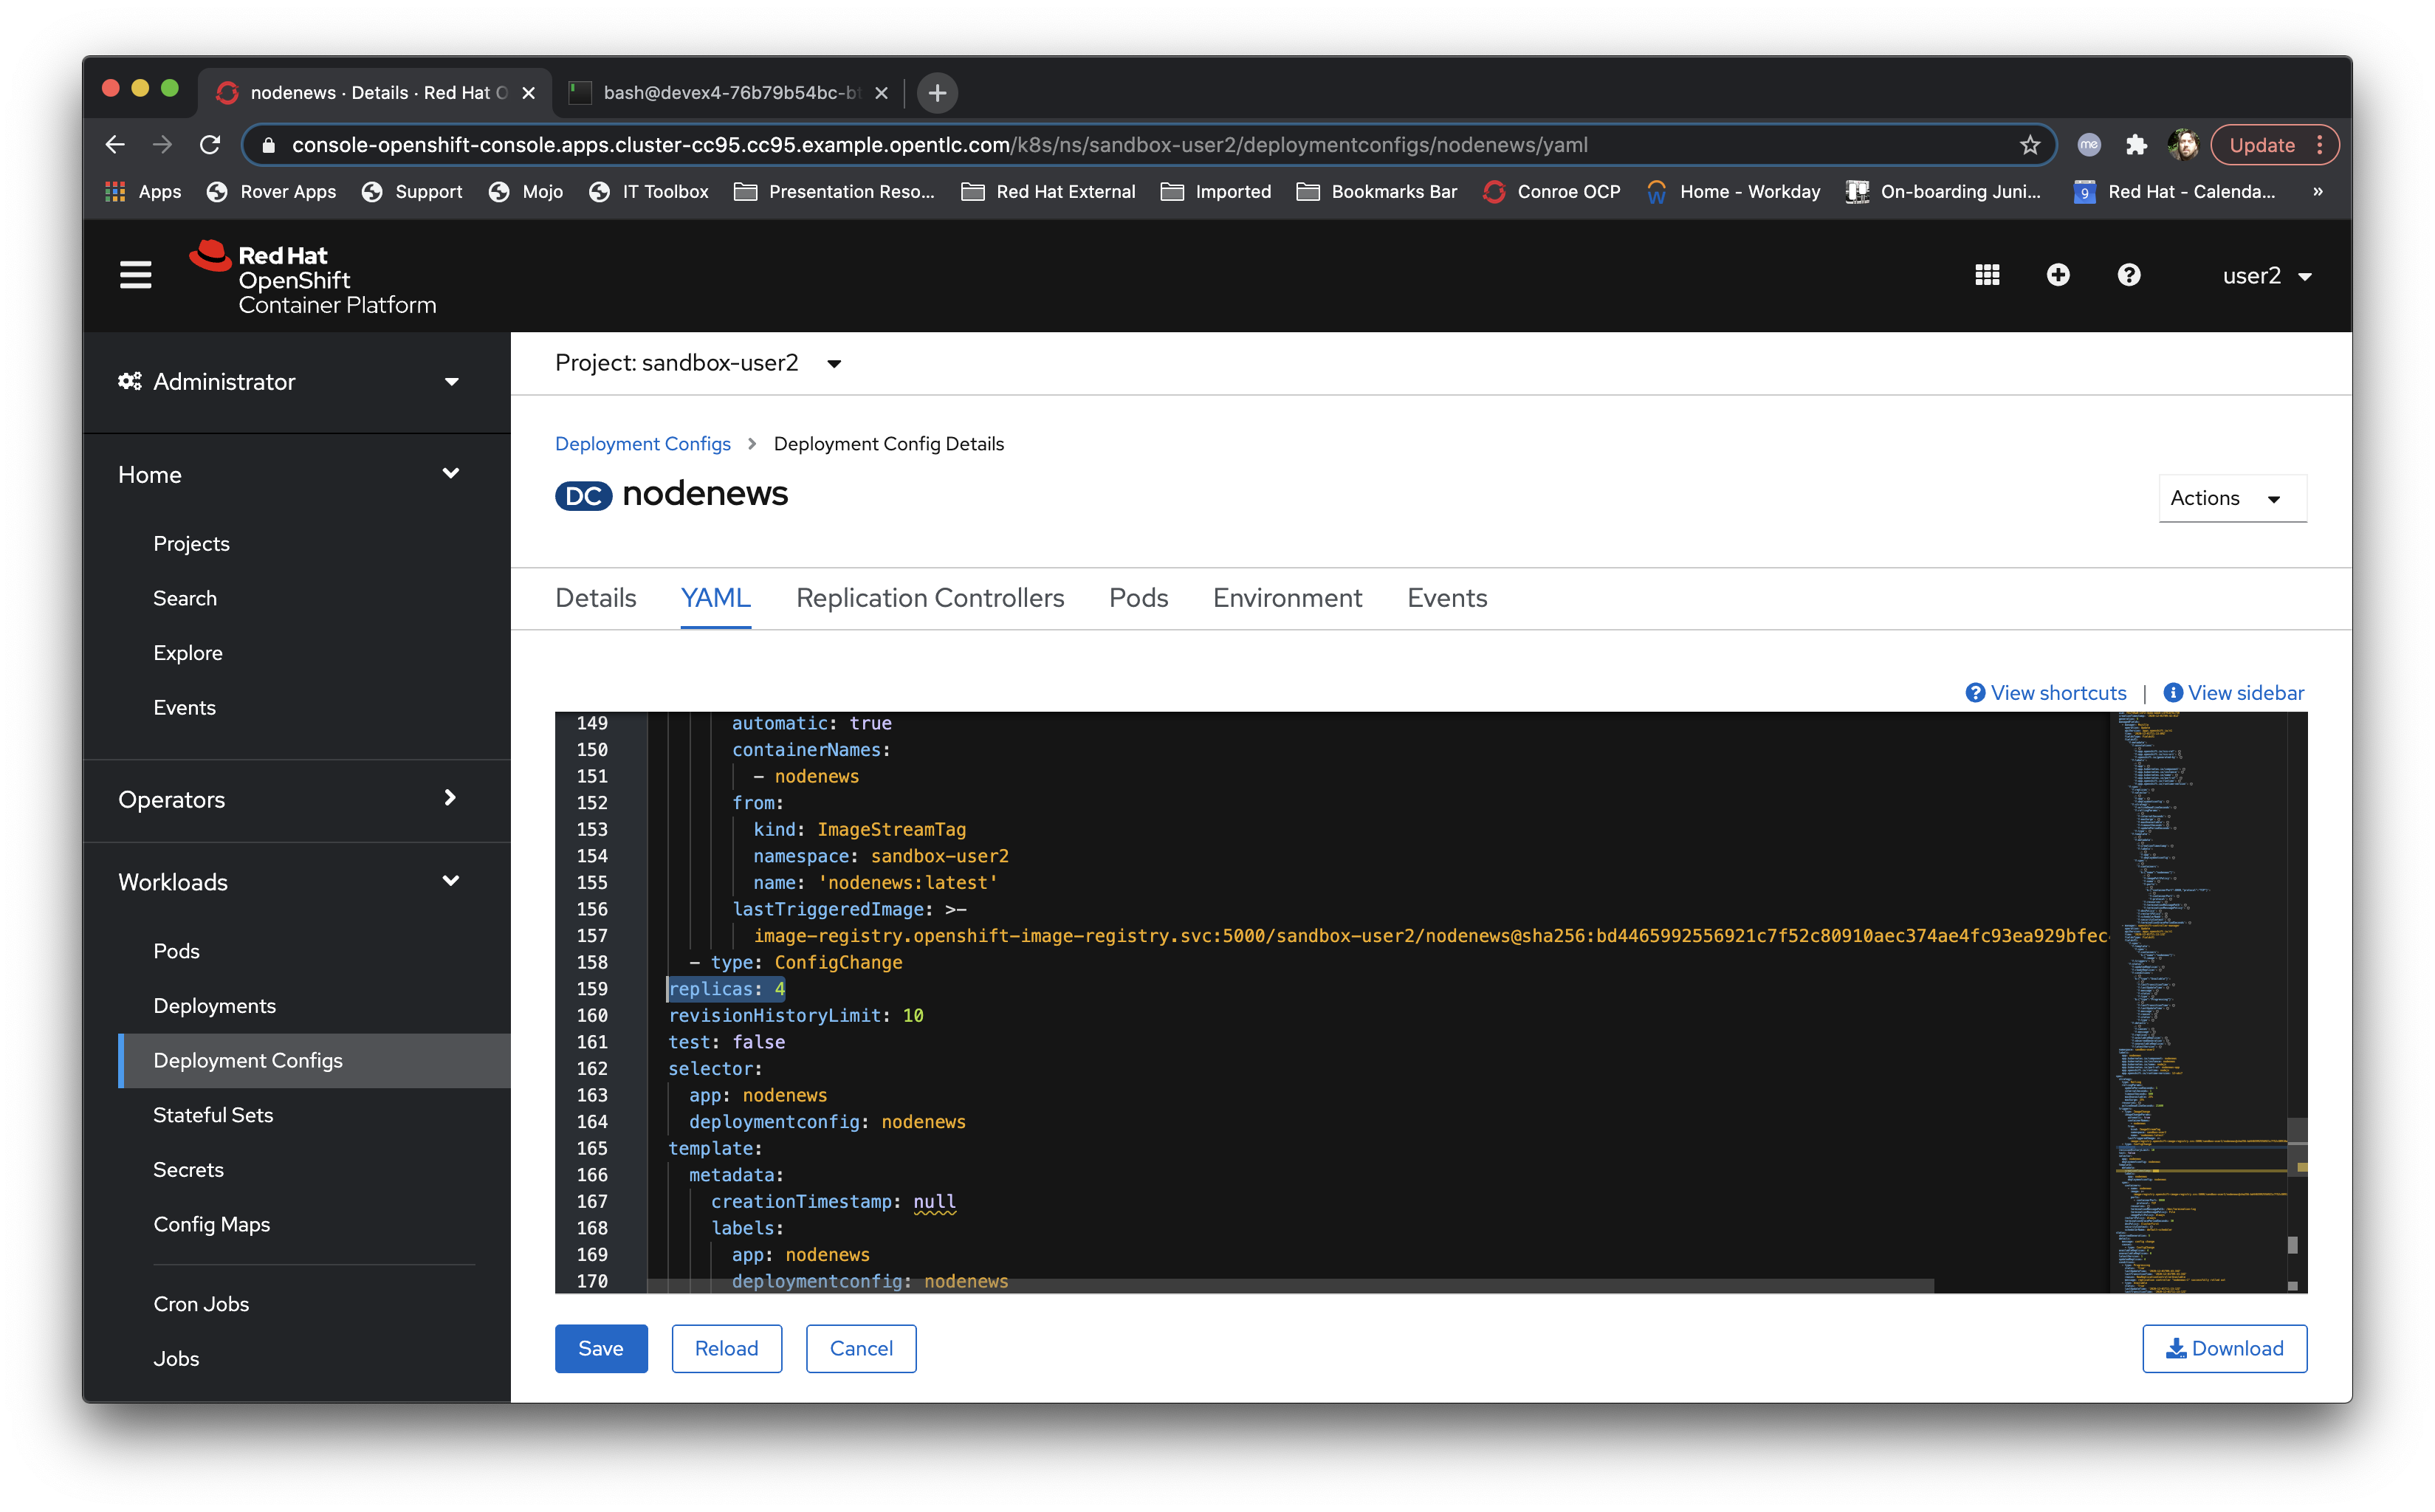 nodenews · Details · Red Hat O
bash@devex4-76b79b54bc-bt
console-openshift-console.apps.cluster-cc95.cc95.example.opentlc.com/k8s/ns/sandbox-user2/deploymentconfigs/nodenews/yaml
me
Update
Apps
Rover Apps
Support
Mojo
IT Toolbox
Presentation Reso...
Red Hat External
Imported
Bookmarks Bar
Conroe OCP
Home - Workday
On-boarding Juni...
9
Red Hat - Calenda...
»
Red Hat
OpenShift
Container Platform
user2
Administrator
Home
Projects
Search
Explore
Events
Operators
Workloads
Pods
Deployments
Deployment Configs
Stateful Sets
Secrets
Config Maps
Cron Jobs
Jobs
Project: sandbox-user2
Deployment Configs > Deployment Config Details
DC nodenews
Actions
Details YAML Replication Controllers Pods Environment Events
View shortcuts | View sidebar
149 automatic: true
150 containerNames:
151 - nodenews
152 from:
153 kind: ImageStreamTag
154 namespace: sandbox-user2
155 name: 'nodenews:latest'
156 lastTriggeredImage: >-
157 image-registry.openshift-image-registry.svc:5000/sandbox-user2/nodenews@sha256:bd4465992556921c7f52c80910aec374ae4fc93ea929bfec
158 - type: ConfigChange
159 replicas: 4
160 revisionHistoryLimit: 10
161 test: false
162 selector:
163 app: nodenews
164 deploymentconfig: nodenews
165 template:
166 metadata:
167 creationTimestamp: null
168 labels:
169 app: nodenews
170 deploymentconfig: nodenews
Save
Reload
Cancel
Download